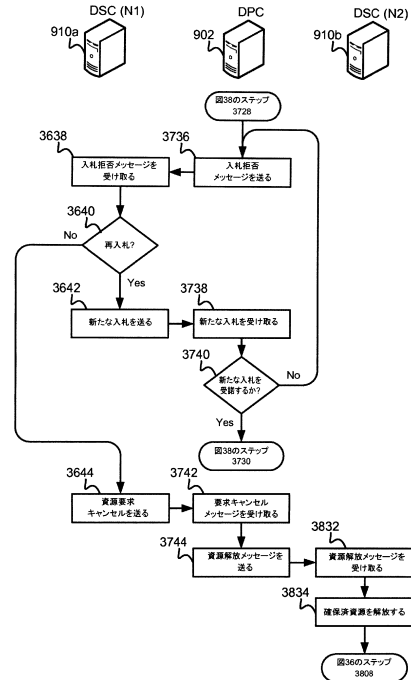 DSC (N1)
DPC
DSC (N2)
910a
902
910b
図38のステップ
3728
3638
3736
入札拒否メッセージを
受け取る
入札拒否
メッセージを送る
3640
No
再入札?
Yes
3642
3738
新たな入札を送る
新たな入札を受け取る
3740
新たな入札を
受諾するか?
No
Yes
図38のステップ
3730
3644
3742
資源要求
キャンセルを送る
要求キャンセル
メッセージを受け取る
3832
3744
資源解放メッセージを
送る
資源解放メッセージを
受け取る
3834
確保済資源を解放する
図36のステップ
3808